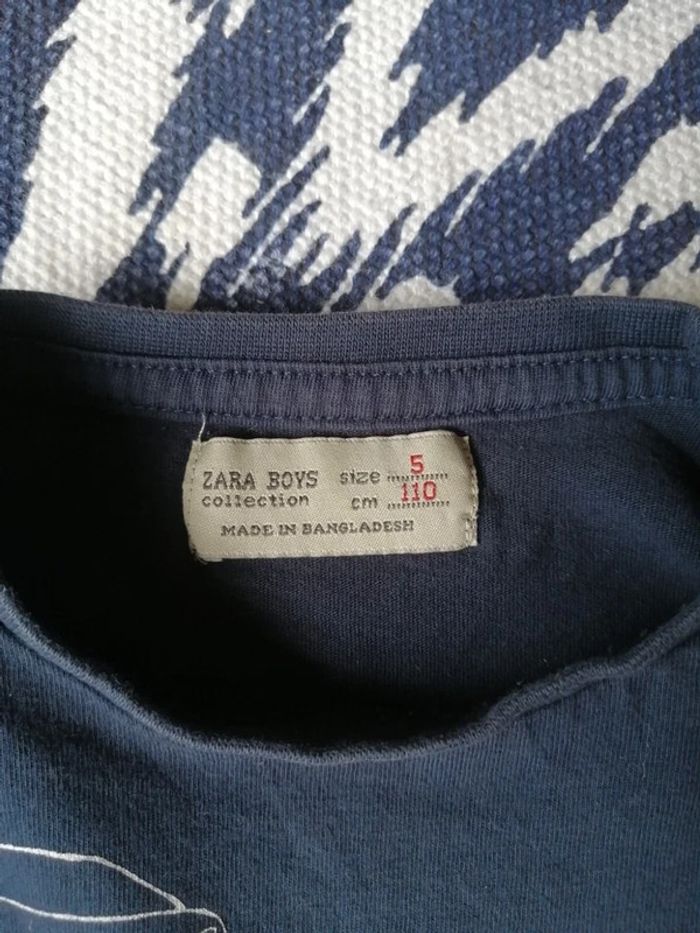 ZARA BOYS size 5
collection cm 110
MADE IN BANGLADESH